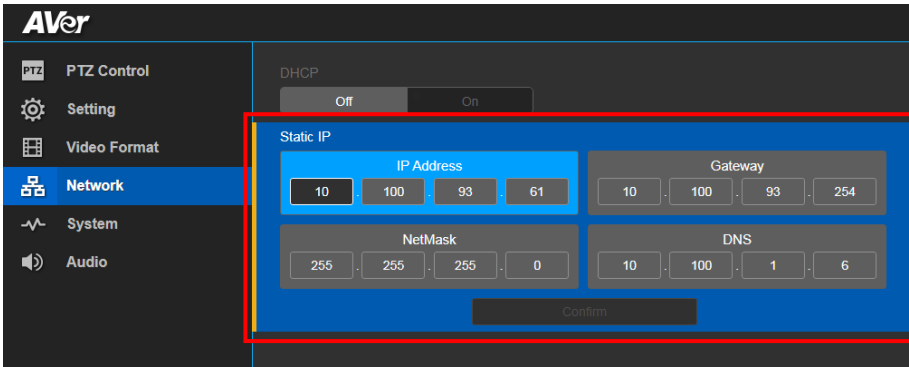 AVer
PTZ PTZ Control
Setting
Video Format
Network
System
Audio
DHCP
Off On
Static IP
IP Address
10 . 100 . 93 . 61
Gateway
10 . 100 . 93 . 254
NetMask
255 . 255 . 255 . 0
DNS
10 . 100 . 1 . 6
Confirm